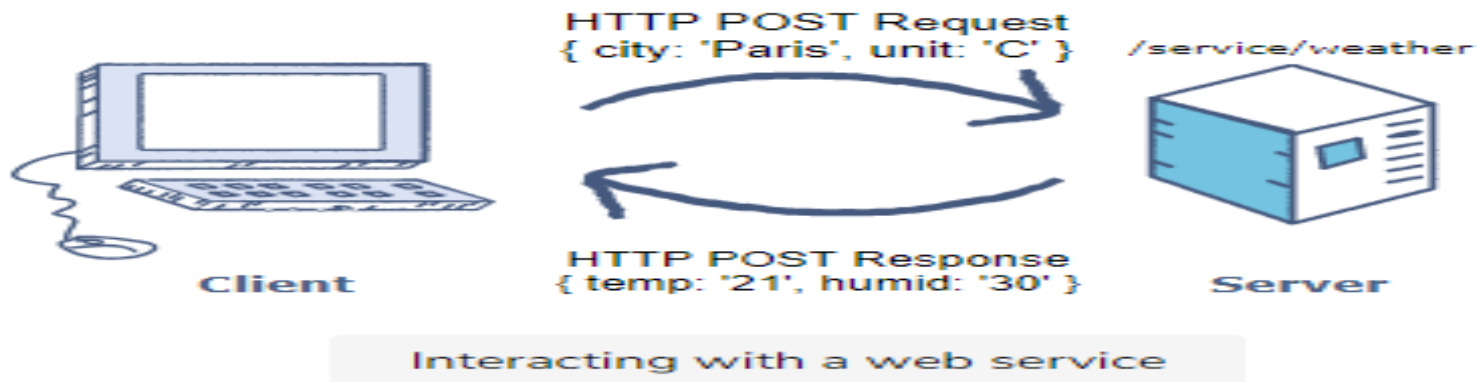 HTTP POST Request
{ city: 'Paris', unit: 'C' }
/service/weather
Client
HTTP POST Response
{ temp: '21', humid: '30' }
Server
Interacting with a web service